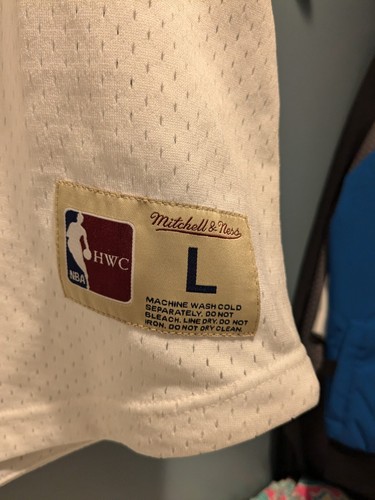 Mitchell & Ness
HWC
NBA
L
MACHINE WASH COLD
SEPARATELY, DO NOT
BLEACH, LINE DRY, DO NOT
IRON, DO NOT DRY CLEAN